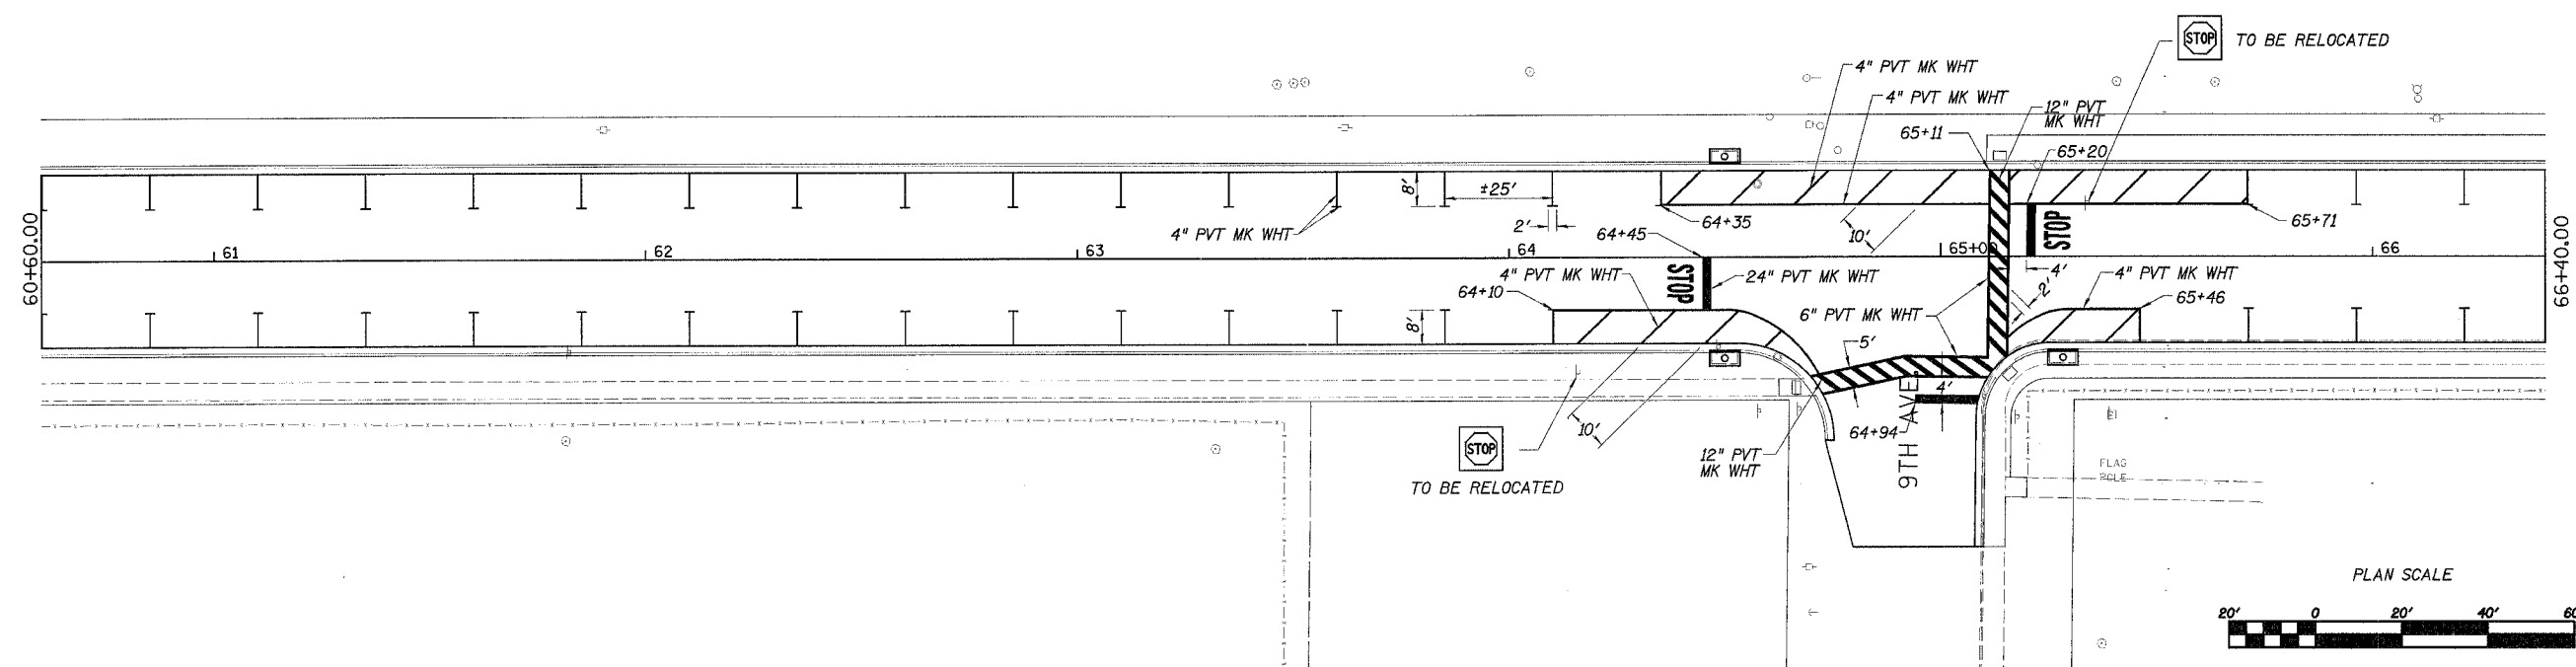 STOP
TO BE RELOCATED
4" PVT MK WHT
4" PVT MK WHT
12" PVT
MK WHT
65+11
65+20
8'
±25'
2'
4" PVT MK WHT
64+35
10'
STOP
65+71
60+60.00
61
62
63
64
65+00
66
66+40.00
64+45
4'
4" PVT MK WHT
STOP
24" PVT MK WHT
4" PVT MK WHT
2'
64+10
65+46
8'
6" PVT MK WHT
5'
4'
9TH AVE.
64+94
10'
STOP
TO BE RELOCATED
12" PVT
MK WHT
FLAG
POLE
PLAN SCALE
20'
0
20'
40'